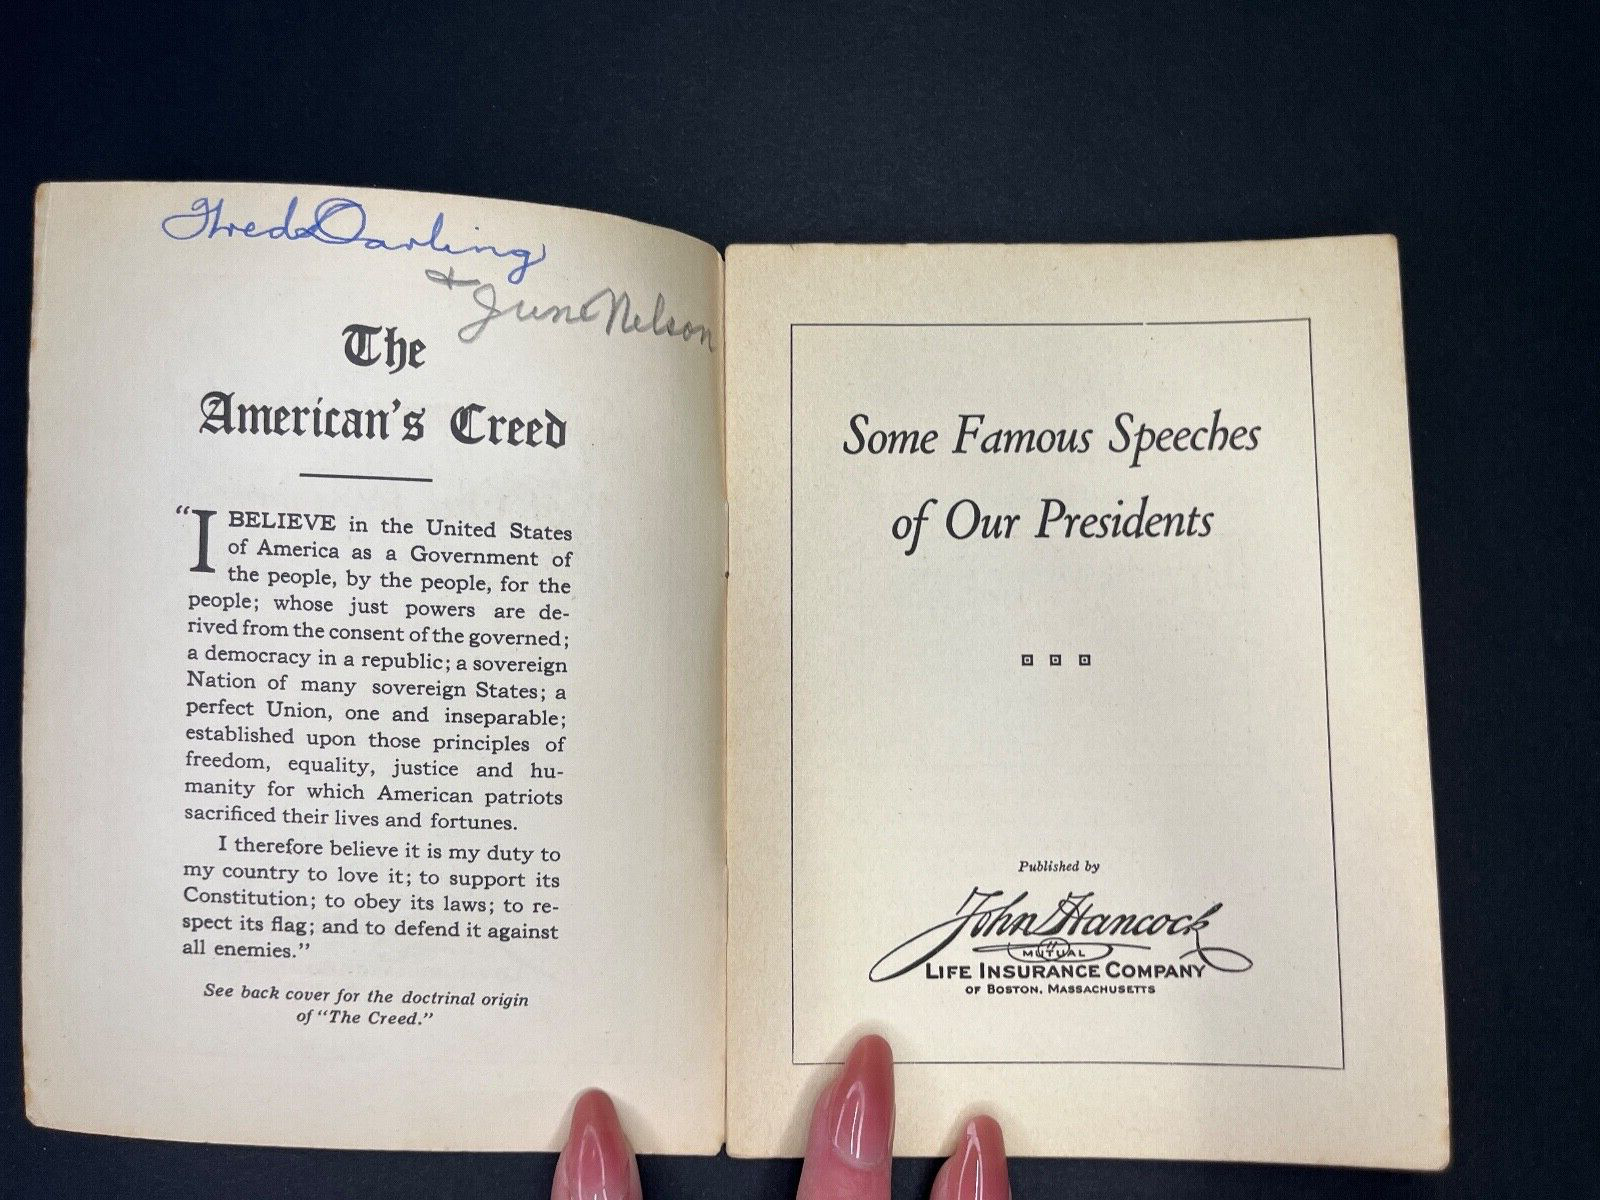 Freda Darling
& June Nelson
The
American's Creed
"I BELIEVE in the United States
of America as a Government of
the people, by the people, for the
people; whose just powers are de-
rived from the consent of the governed;
a democracy in a republic; a sovereign
Nation of many sovereign States; a
perfect Union, one and inseparable;
established upon those principles of
freedom, equality, justice and hu-
manity for which American patriots
sacrificed their lives and fortunes.
I therefore believe it is my duty to
my country to love it; to support its
Constitution; to obey its laws; to re-
spect its flag; and to defend it against
all enemies."
See back cover for the doctrinal origin
of "The Creed."
Some Famous Speeches
of Our Presidents
Published by
John Hancock
MUTUAL
LIFE INSURANCE COMPANY
OF BOSTON, MASSACHUSETTS